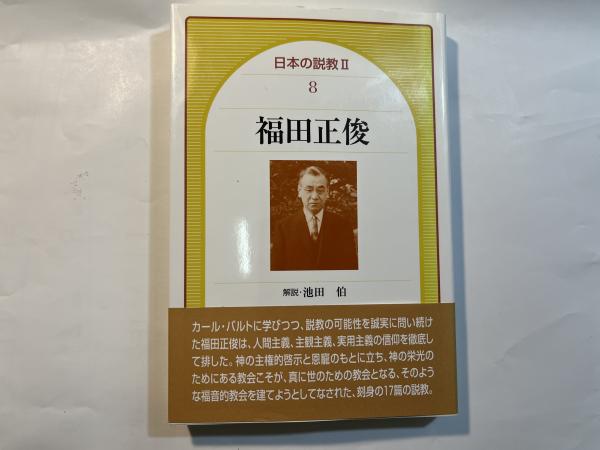 日本の説教Ⅱ
8
福田正俊
解説・池田 伯
カール・バルトに学びつつ、説教の可能性を誠実に問い続け
た福田正俊は、人間主義、主観主義、実用主義の信仰を徹底し
て排した。神の主権的啓示と恩寵のもとに立ち、神の栄光の
ためにある教会こそが、真に世のための教会となる、そのよう
な福音的教会を建てようとしてなされた、刻身の17篇の説教。